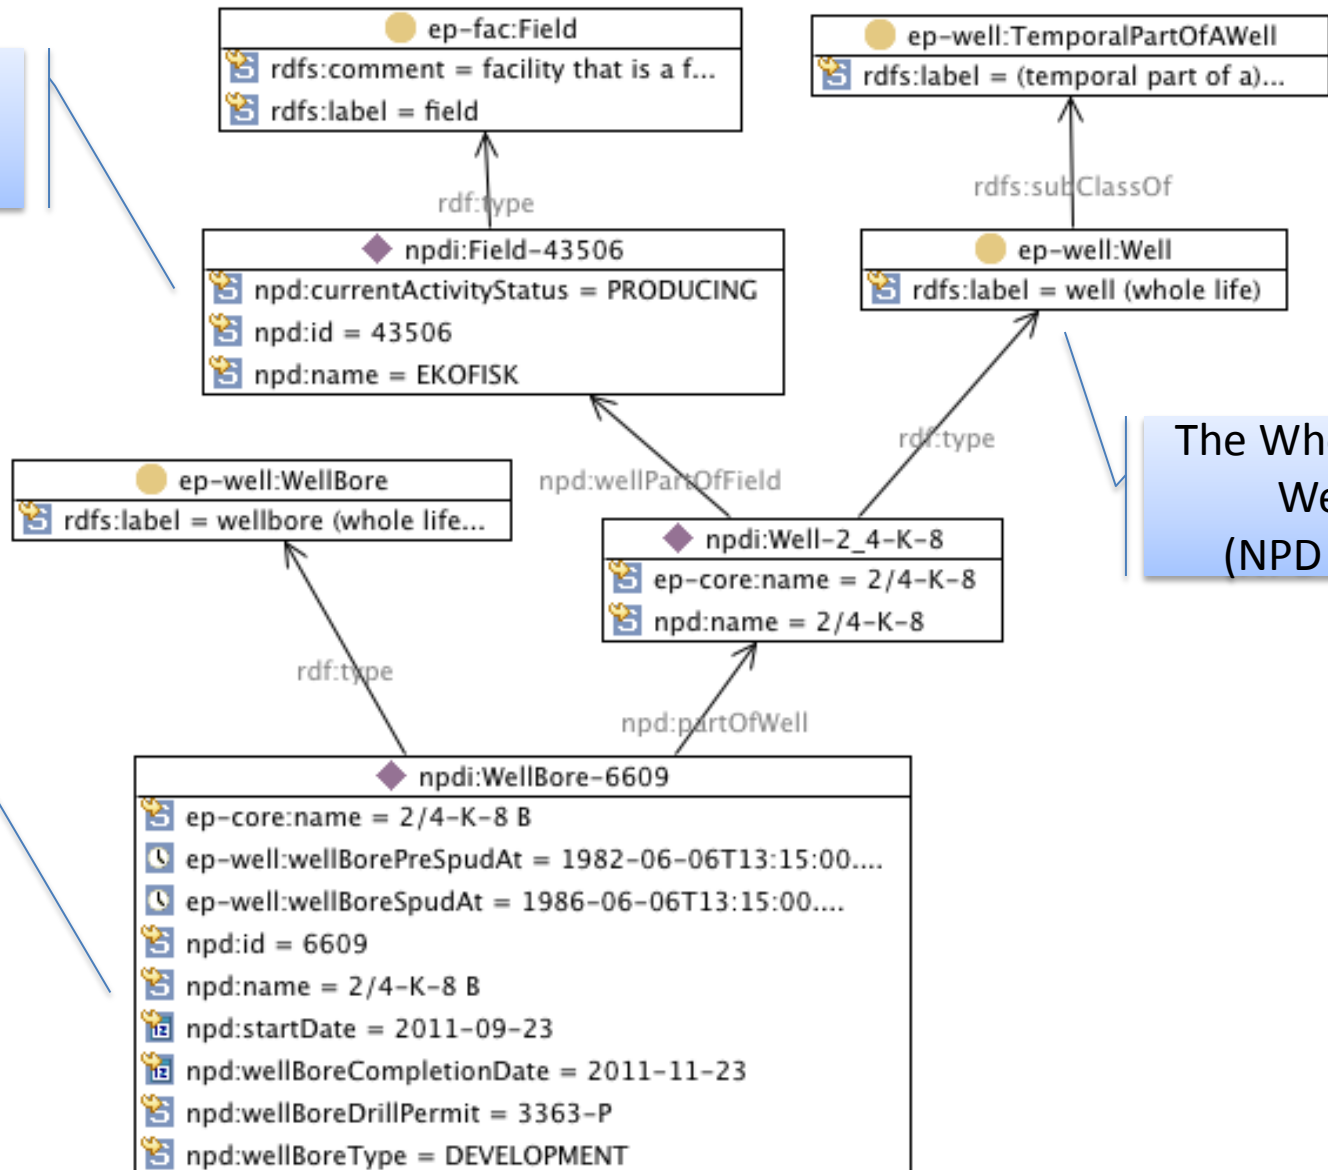 ep-fac:Field
rdfs:comment = facility that is a f...
rdfs:label = field
ep-well:TemporalPartOfAWell
rdfs:label = (temporal part of a)...
rdf:type
rdfs:subClassOf
npdi:Field-43506
npd:currentActivityStatus = PRODUCING
npd:id = 43506
npd:name = EKOFISK
ep-well:Well
rdfs:label = well (whole life)
rdf:type
The Wh
We
(NPD
ep-well:WellBore
rdfs:label = wellbore (whole life...
npd:wellPartOfField
npdi:Well-2_4-K-8
ep-core:name = 2/4-K-8
npd:name = 2/4-K-8
rdf:type
npd:partOfWell
npdi:WellBore-6609
ep-core:name = 2/4-K-8 B
ep-well:wellBorePreSpudAt = 1982-06-06T13:15:00....
ep-well:wellBoreSpudAt = 1986-06-06T13:15:00....
npd:id = 6609
npd:name = 2/4-K-8 B
npd:startDate = 2011-09-23
npd:wellBoreCompletionDate = 2011-11-23
npd:wellBoreDrillPermit = 3363-P
npd:wellBoreType = DEVELOPMENT